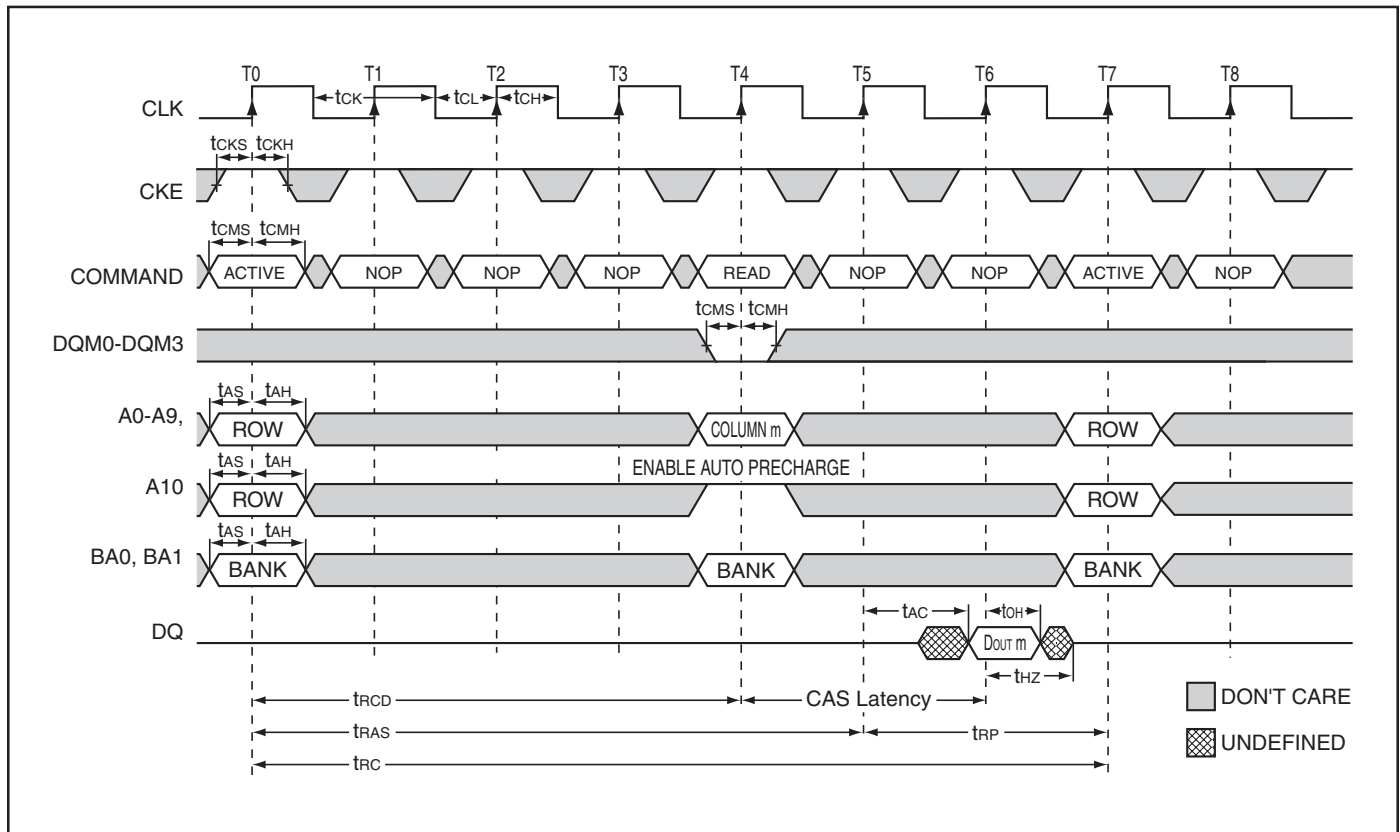 T0 T1 T2 T3 T4 T5 T6 T7 T8
CLK tCK tCL tCH
tCKS tCKH
CKE
tCMS tCMH
COMMAND ACTIVE NOP NOP NOP READ NOP NOP ACTIVE NOP
tCMS tCMH
DQM0-DQM3
tAS tAH
A0-A9, ROW COLUMN m ROW
tAS tAH ENABLE AUTO PRECHARGE
A10 ROW ROW
tAS tAH
BA0, BA1 BANK BANK BANK
tAC tOH
DQ DOUT m
tHZ
tRCD CAS Latency
DON'T CARE
tRAS tRP
UNDEFINED
tRC